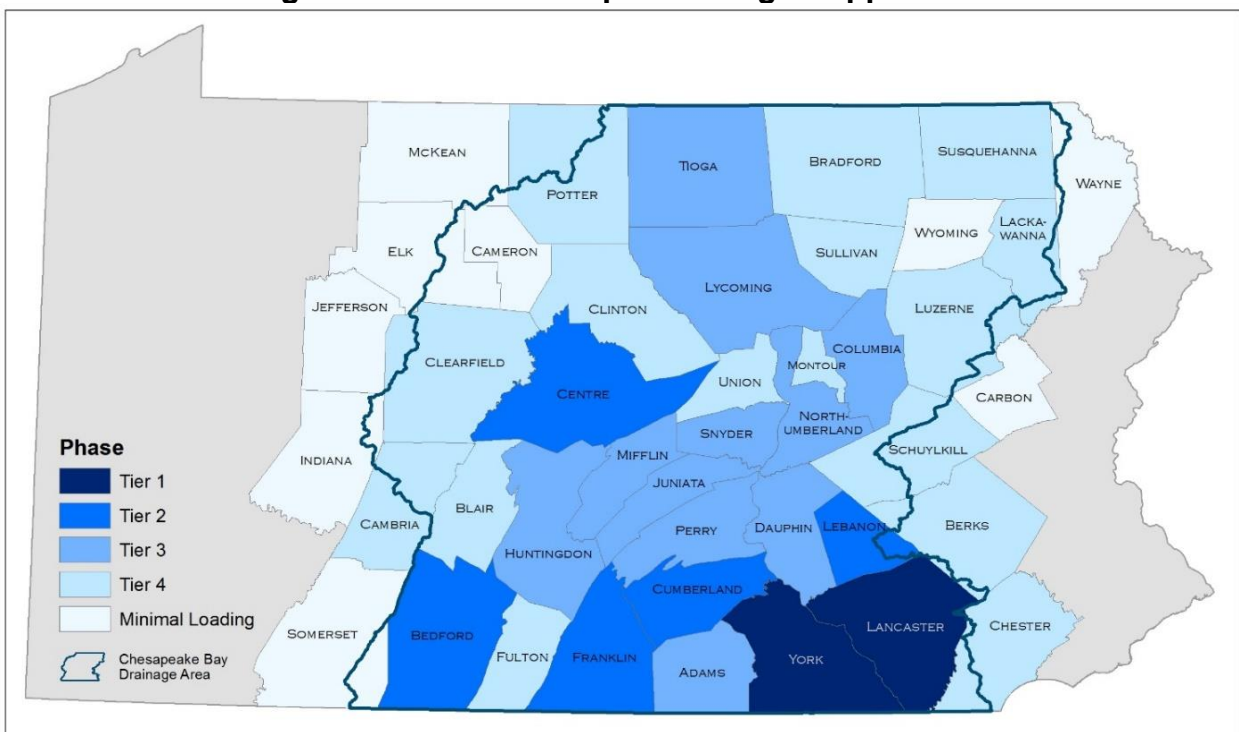 McKEAN
POTTER
TIOGA
BRADFORD
SUSQUEHANNA
WAYNE
ELK
CAMERON
SULLIVAN
WYOMING
LACKA-
WANNA
JEFFERSON
CLINTON
LYCOMING
LUZERNE
CLEARFIELD
CENTRE
UNION
MONTOUR
COLUMBIA
CARBON
INDIANA
SNYDER
NORTH-
UMBERLAND
SCHUYLKILL
MIFFLIN
JUNIATA
CAMBRIA
BLAIR
HUNTINGDON
PERRY
DAUPHIN
LEBANON
BERKS
SOMERSET
BEDFORD
FULTON
FRANKLIN
CUMBERLAND
ADAMS
YORK
LANCASTER
CHESTER
Phase
Tier 1
Tier 2
Tier 3
Tier 4
Minimal Loading
Chesapeake Bay
Drainage Area